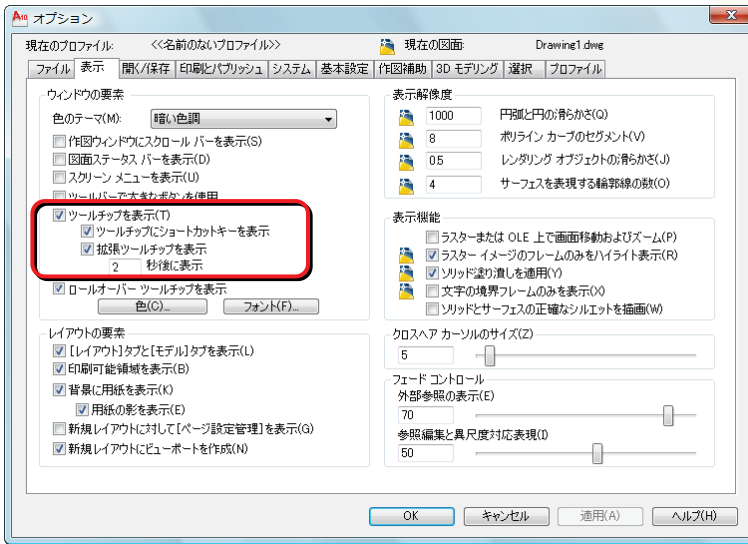 オプション
現在のプロファイル: <<名前のないプロファイル>> 現在の図面: Drawing1.dwg
ファイル 表示 開く/保存 印刷とパブリッシュ システム 基本設定 作図補助 3D モデリング 選択 プロファイル
ウィンドウの要素
色のテーマ(M): 暗い色調
作図ウィンドウにスクロール バーを表示(S)
図面ステータス バーを表示(D)
スクリーン メニューを表示(U)
ツールバーで大きなボタンを使用
ツールチップを表示(T)
ツールチップにショートカットキーを表示
拡張ツールチップを表示
2 秒後に表示
ロールオーバー ツールチップを表示
色(C)... フォント(F)...
レイアウトの要素
[レイアウト]タブと[モデル]タブを表示(L)
印刷可能領域を表示(B)
背景に用紙を表示(K)
用紙の影を表示(E)
新規レイアウトに対して[ページ設定管理]を表示(G)
新規レイアウトにビューポートを作成(N)
表示解像度
1000 円弧と円の滑らかさ(Q)
8 ポリライン カーブのセグメント(V)
0.5 レンダリング オブジェクトの滑らかさ(J)
4 サーフェスを表現する輪郭線の数(O)
表示機能
ラスターまたは OLE 上で画面移動およびズーム(P)
ラスター イメージのフレームのみをハイライト表示(R)
ソリッド塗り潰しを適用(Y)
文字の境界フレームのみを表示(X)
ソリッドとサーフェスの正確なシルエットを描画(W)
クロスヘア カーソルのサイズ(Z)
5
フェード コントロール
外部参照の表示(E)
70
参照編集と異尺度対応表現(I)
50
OK キャンセル 適用(A) ヘルプ(H)